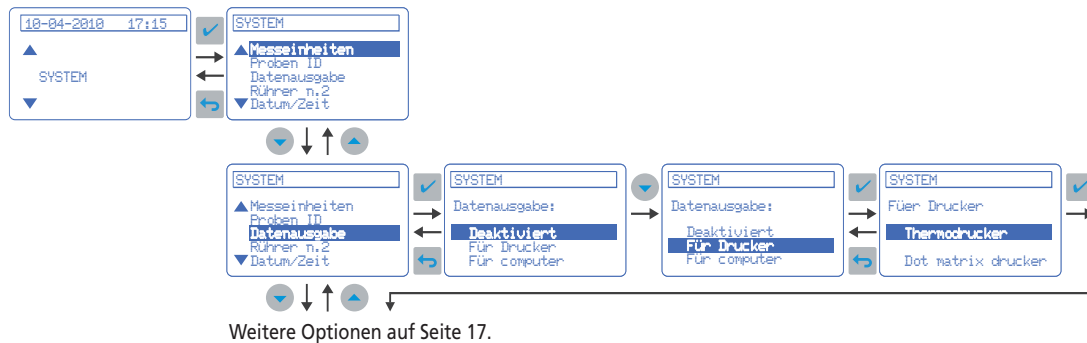 10-04-2010 17:15
SYSTEM
SYSTEM
Messeinheiten
Proben ID
Datenausgabe
Rührer n.2
Datum/Zeit
SYSTEM
Messeinheiten
Proben ID
Datenausgabe
Rührer n.2
Datum/Zeit
SYSTEM
Datenausgabe:
Deaktiviert
Für Drucker
Für computer
SYSTEM
Datenausgabe:
Deaktiviert
Für Drucker
Für computer
SYSTEM
Füer Drucker
Thermodrucker
Dot matrix drucker
Weitere Optionen auf Seite 17.